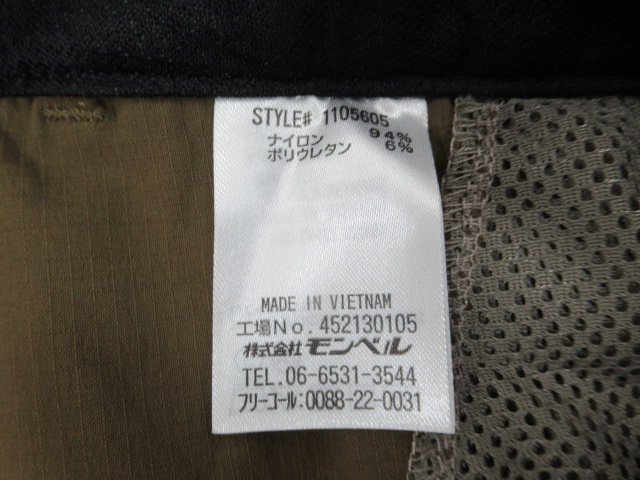 STYLE# 1105605
ナイロン 94%
ポリウレタン 6%
MADE IN VIETNAM
工場No. 452130105
株式会社 モンベル
TEL. 06-6531-3544
フリーコール: 0088-22-0031